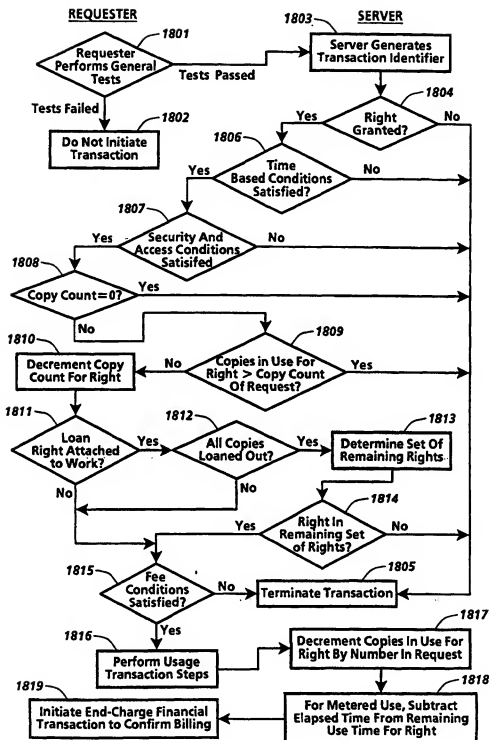 REQUESTER
SERVER
1801
Requester
Performs General
Tests
Tests Passed
Tests Failed
1802
Do Not Initiate
Transaction
1803
Server Generates
Transaction Identifier
1804
Right
Granted?
Yes
No
1806
Time
Based Conditions
Satisfied?
Yes
No
1807
Security And
Access Conditions
Satisifed
Yes
No
1808
Copy Count=0?
Yes
No
1809
Copies in Use For
Right > Copy Count
Of Request?
No
Yes
1810
Decrement Copy
Count For Right
1811
Loan
Right Attached
to Work?
Yes
No
1812
All Copies
Loaned Out?
Yes
No
1813
Determine Set Of
Remaining Rights
1814
Right In
Remaining Set
of Rights?
Yes
No
1815
Fee
Conditions
Satisfied?
No
Yes
1805
Terminate Transaction
1816
Perform Usage
Transaction Steps
1817
Decrement Copies In Use For
Right By Number In Request
1818
For Metered Use, Subtract
Elapsed Time From Remaining
Use Time For Right
1819
Initiate End-Charge Financial
Transaction to Confirm Billing